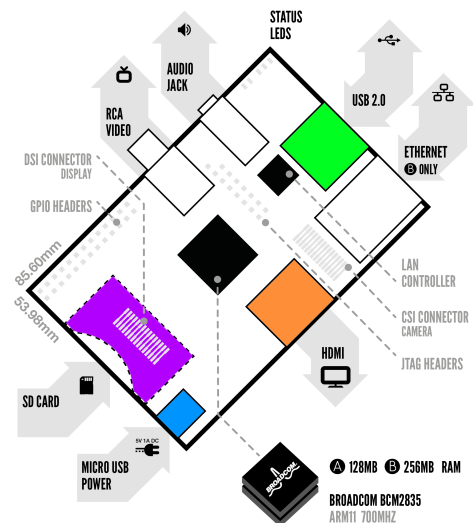 STATUS
LEDS
AUDIO
JACK
USB 2.0
RCA
VIDEO
ETHERNET
B ONLY
DSI CONNECTOR
DISPLAY
GPIO HEADERS
85.60mm
53.98mm
LAN
CONTROLLER
CSI CONNECTOR
CAMERA
HDMI
JTAG HEADERS
SD CARD
5V 1A DC
MICRO USB
POWER
BROADCOM
A 128MB B 256MB RAM
BROADCOM BCM2835
ARM11 700MHZ